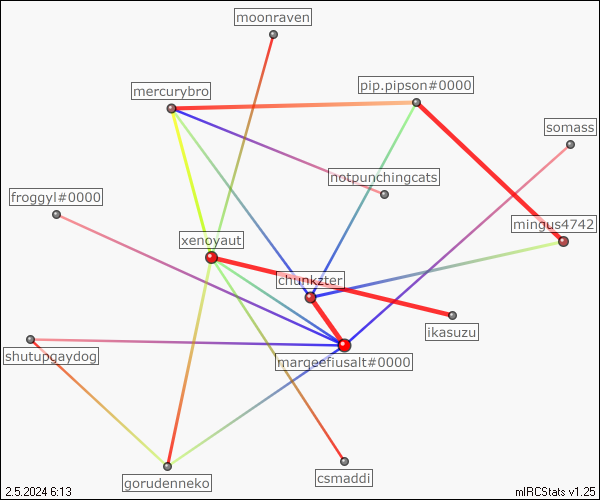 moonraven
mercurybro
pip.pipson#0000
somass
notpunchingcats
froggyl#0000
mingus4742
xenoyaut
chunkzter
ikasuzu
shutupgaydog
marqeefiusalt#0000
gorudenneko
csmaddi
2.5.2024 6:13
mIRCStats v1.25